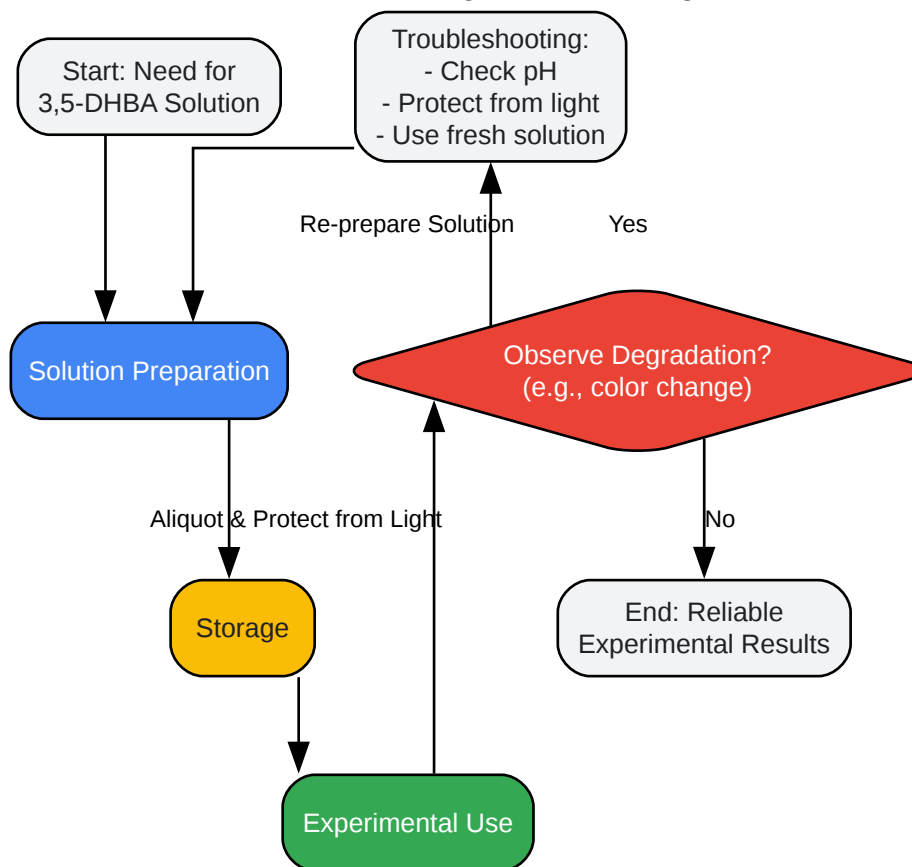 Start: Need for
3,5-DHBA Solution
Troubleshooting:
- Check pH
- Protect from light
- Use fresh solution
Re-prepare Solution
Yes
Solution Preparation
Observe Degradation?
(e.g., color change)
Aliquot & Protect from Light
No
Storage
End: Reliable
Experimental Results
Experimental Use